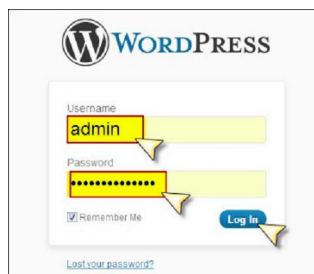 WORDPRESS
Username
admin
Password
••••••••••••••
Remember Me
Log In
Lost your password?